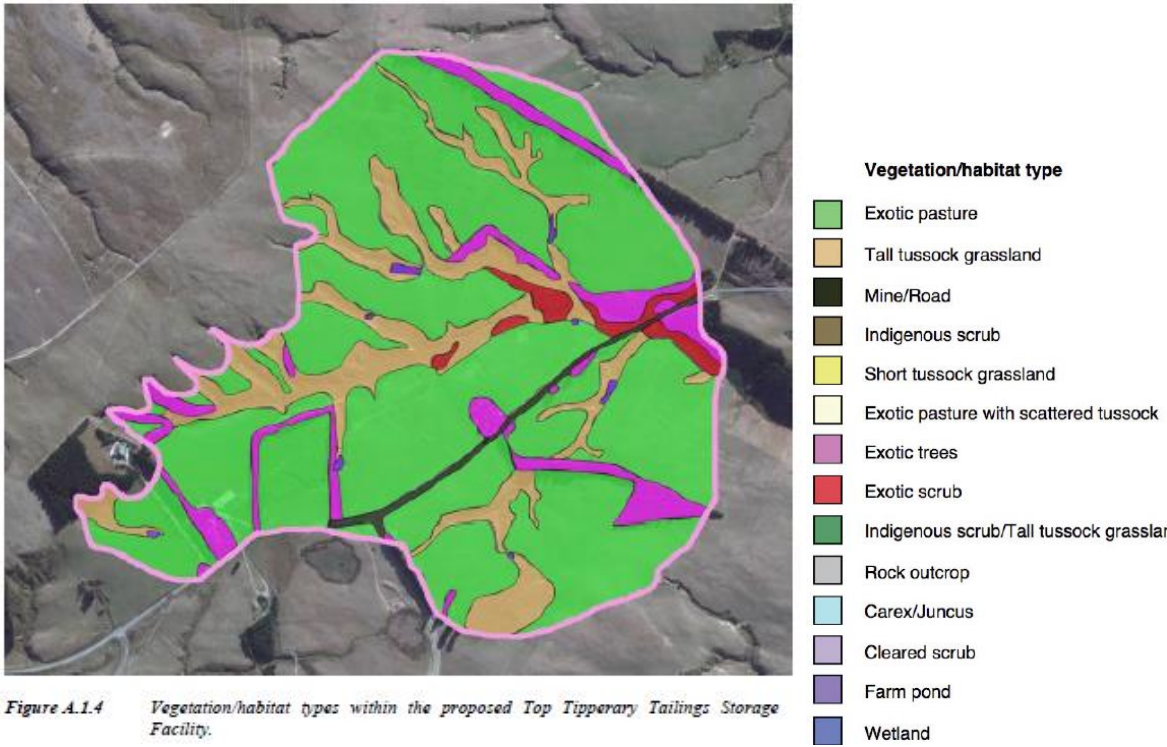 Vegetation/habitat type
Exotic pasture
Tall tussock grassland
Mine/Road
Indigenous scrub
Short tussock grassland
Exotic pasture with scattered tussock
Exotic trees
Exotic scrub
Indigenous scrub/Tall tussock grasslan
Rock outcrop
Carex/Juncus
Cleared scrub
Farm pond
Wetland
Figure A.1.4 Vegetation/habitat types within the proposed Top Tipperary Tailings Storage
Facility.